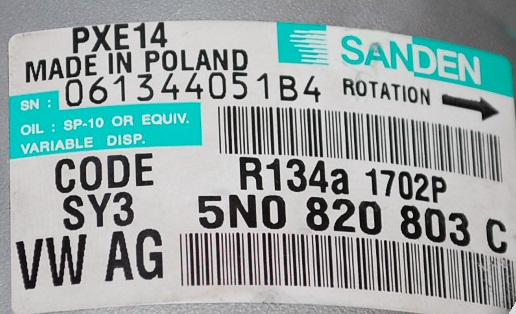 PXE14
SANDEN
MADE IN POLAND
SN : 061344051B4
ROTATION
OIL : SP-10 OR EQUIV.
VARIABLE DISP.
CODE
R134a 1702P
SY3
5N0 820 803 C
VW AG